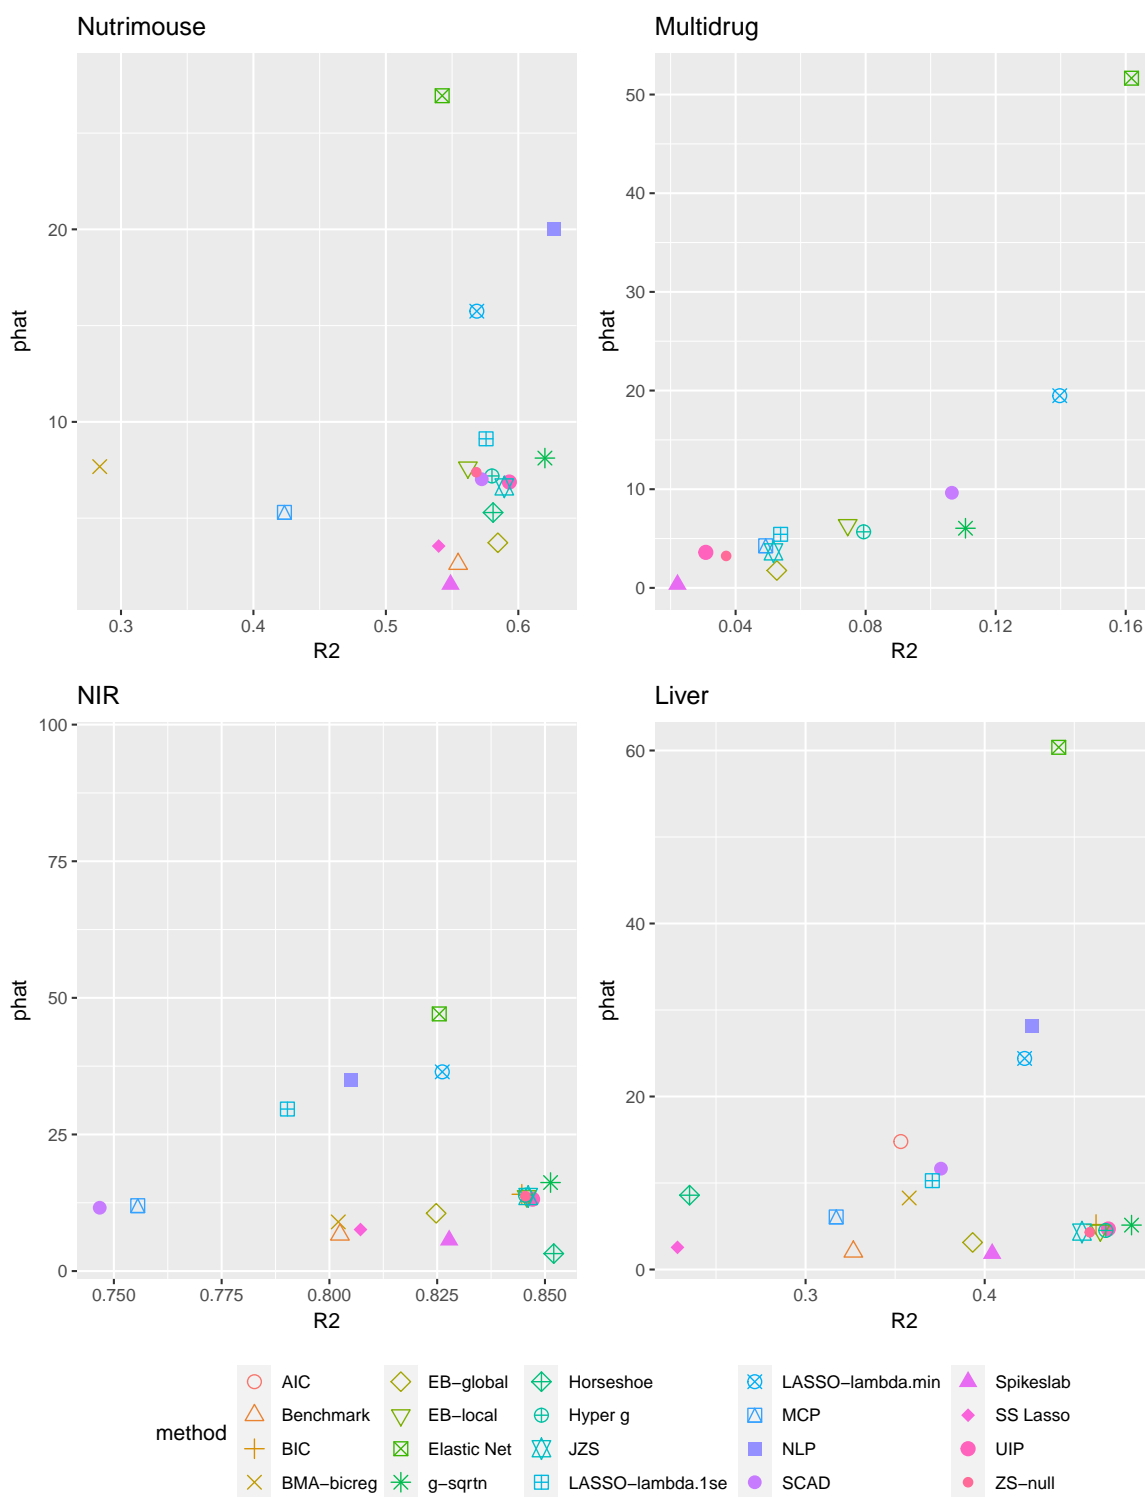 Nutrimouse
Multidrug
phat
20
10
0.3 0.4 0.5 0.6
R2
phat
50
40
30
20
10
0
0.04 0.08 0.12 0.16
R2
NIR
Liver
phat
100
75
50
25
0
0.750 0.775 0.800 0.825 0.850
R2
phat
60
40
20
0
0.3 0.4
R2
method
AIC EB−global Horseshoe LASSO−lambda.min Spikeslab
Benchmark EB−local Hyper g MCP SS Lasso
BIC Elastic Net JZS NLP UIP
BMA−bicreg g−sqrtn LASSO−lambda.1se SCAD ZS−null